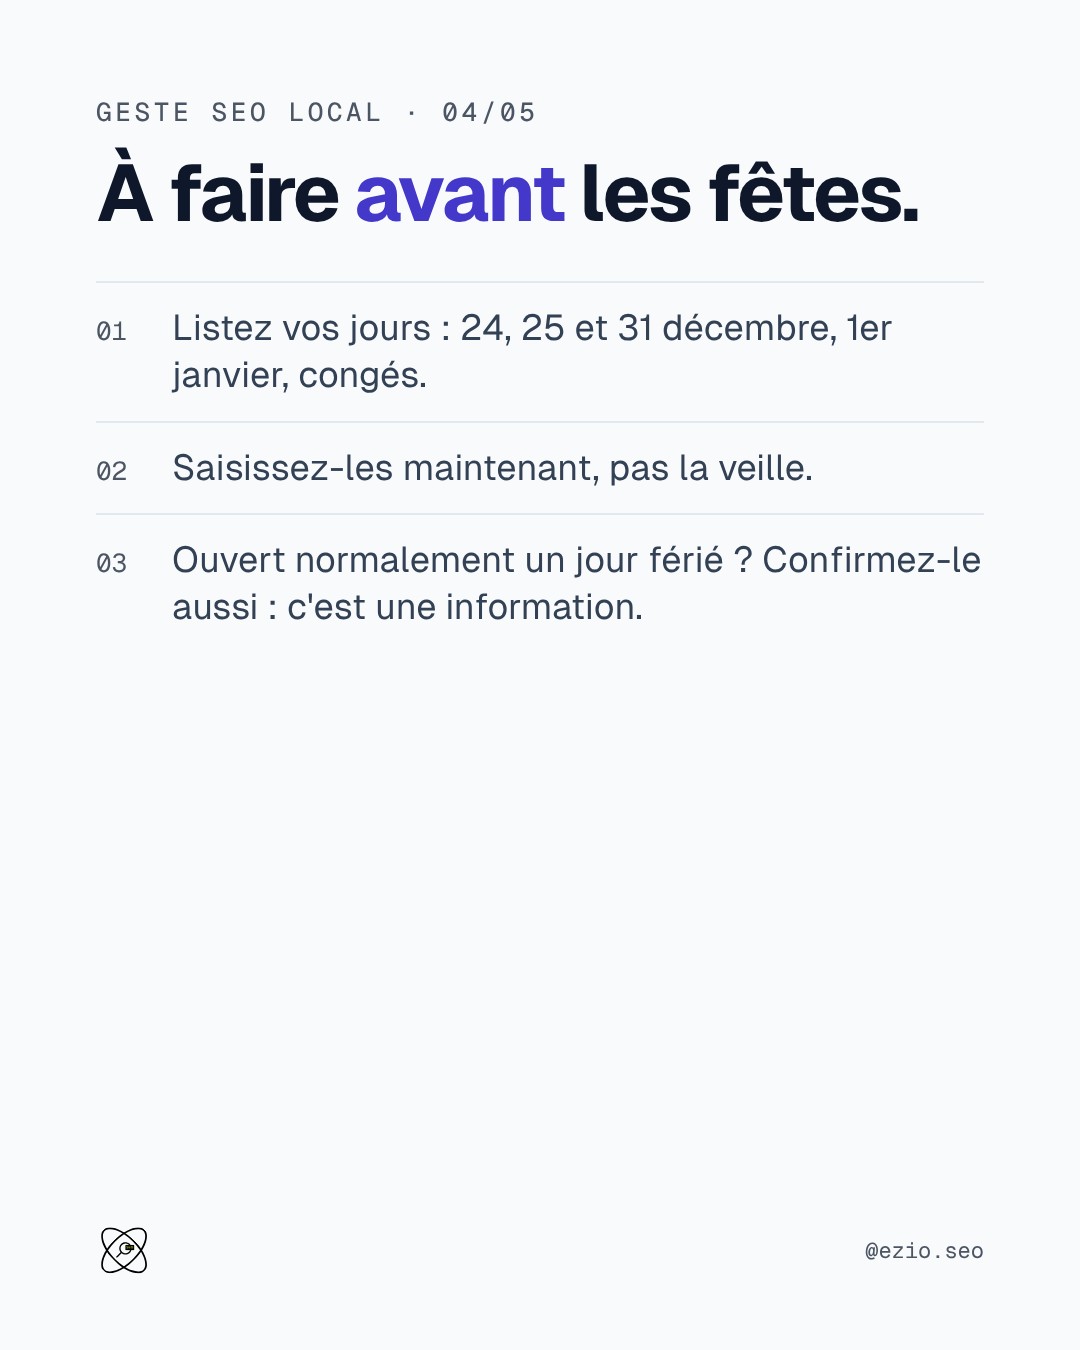 GESTE SEO LOCAL · 04/05
À faire avant les fêtes.
01 Listez vos jours : 24, 25 et 31 décembre, 1er
janvier, congés.
02 Saisissez-les maintenant, pas la veille.
03 Ouvert normalement un jour férié ? Confirmez-le
aussi : c'est une information.
@ezio.seo